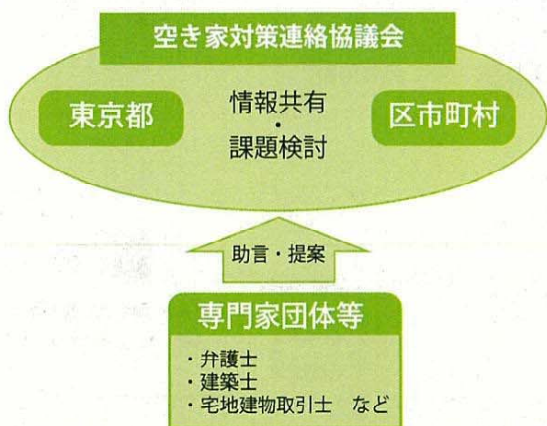 空き家対策連絡協議会
東京都
情報共有
・
課題検討
区市町村
助言・提案
専門家団体等
・弁護士
・建築士
・宅地建物取引士　など